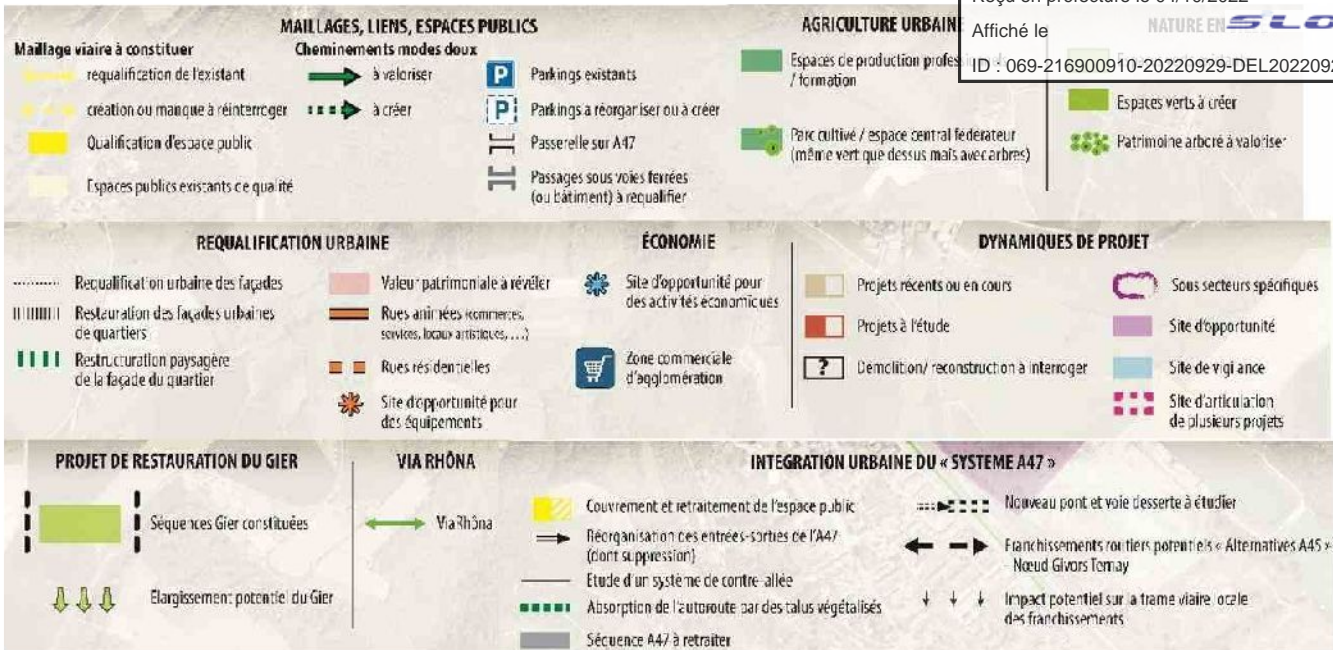 Affiché le
ID : 069-216900910-20220929-DEL2022092
SLO
MAILLAGES, LIENS, ESPACES PUBLICS
Maillage viaire à constituer
requalification de l'existant
création ou manque à réinterroger
Qualification d'espace public
Espaces publics existants de qualité
Cheminements modes doux
à valoriser
à créer
P
Parkings existants
P
Parkings à réorganiser ou à créer
Passerelle sur A47
Passages sous voies ferrées
(ou bâtiment) à requalifier
AGRICULTURE URBAINE
Espaces de production
/ formation
Parc cultivé / espace central fédérateur
(même vert que dessus mais avec arbres)
NATURE EN
Espaces verts à créer
Patrimoine arboré à valoriser
REQUALIFICATION URBAINE
Requalification urbaine des façades
Restauration des façades urbaines
de quartiers
Restructuration paysagère
de la façade du quartier
Valeur patrimoniale à révéler
Rues animées (commerces,
services, locaux artistiques, ...)
Rues résidentielles
Site d'opportunité pour
des équipements
ÉCONOMIE
Site d'opportunité pour
des activités économiques
Zone commerciale
d'agglomération
DYNAMIQUES DE PROJET
Projets récents ou en cours
Projets à l'étude
?
Démolition/ reconstruction à interroger
Sous secteurs spécifiques
Site d'opportunité
Site de vigilance
Site d'articulation
de plusieurs projets
PROJET DE RESTAURATION DU GIER
Séquences Gier constituées
Elargissement potentiel du Gier
VIA RHÔNA
ViaRhôna
INTEGRATION URBAINE DU « SYSTEME A47 »
Couvrement et retraitement de l'espace public
Réorganisation des entrées-sorties de l'A47
(dont suppression)
Etude d'un système de contre-allée
Absorption de l'autoroute par des talus végétalisés
Séquence A47 à retraiter
Nouveau pont et voie desserte à étudier
Franchissements routiers potentiels « Alternatives A45 »
- Nœud Givors Ternay
Impact potentiel sur la trame viaire locale
des franchissements